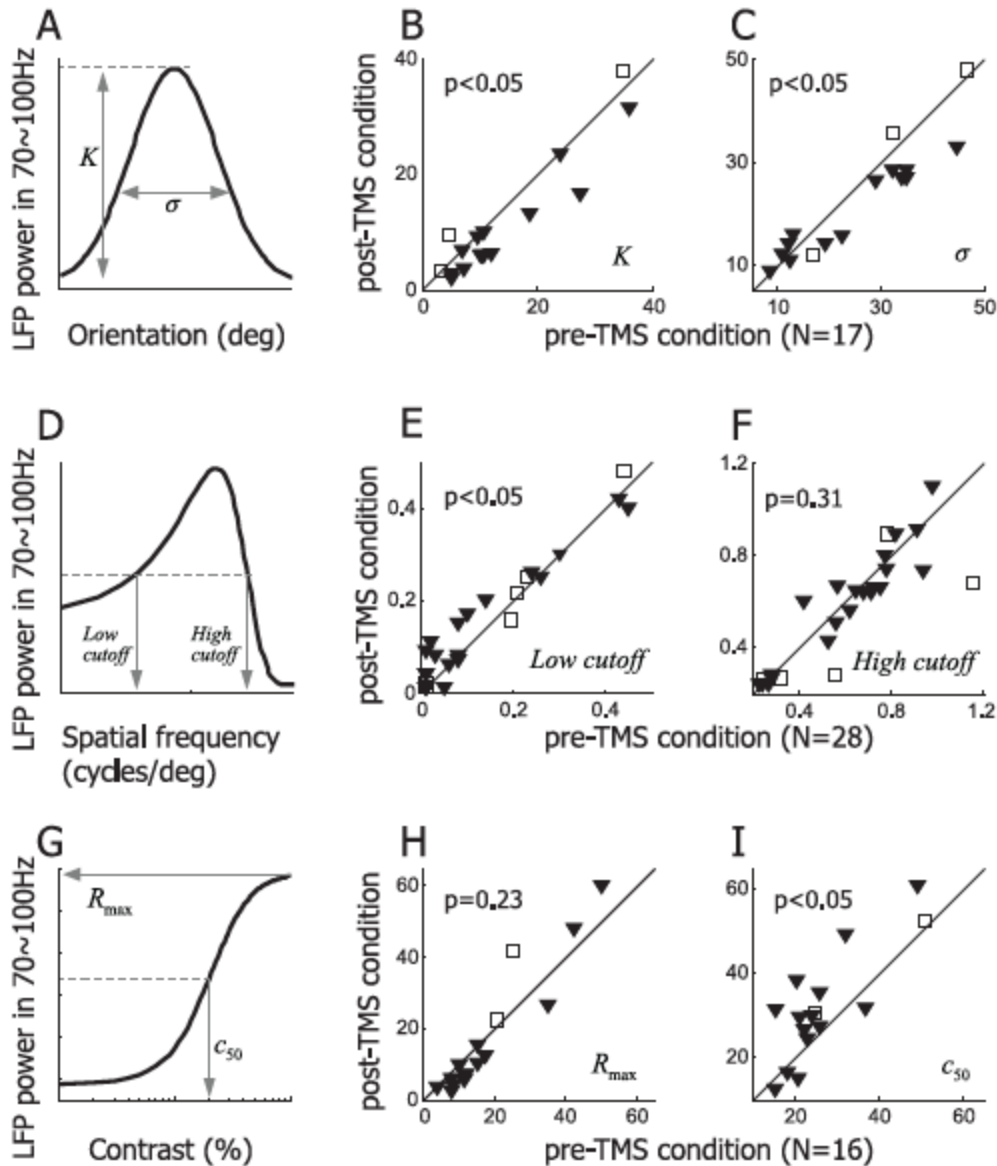 A
LFP power in 70~100Hz
K
σ
Orientation (deg)
B
post-TMS condition
40
20
0
p<0.05
K
0
20
40
C
50
30
10
p<0.05
σ
10
30
50
pre-TMS condition (N=17)
D
LFP power in 70~100Hz
Low
cutoff
High
cutoff
Spatial frequency
(cycles/deg)
E
post-TMS condition
0.4
0.2
0
p<0.05
Low cutoff
0
0.2
0.4
F
1.2
0.8
0.4
p=0.31
High cutoff
0.4
0.8
1.2
pre-TMS condition (N=28)
G
LFP power in 70~100Hz
Rmax
c50
Contrast (%)
H
post-TMS condition
60
40
20
0
p=0.23
Rmax
0
20
40
60
I
60
40
20
p<0.05
c50
20
40
60
pre-TMS condition (N=16)